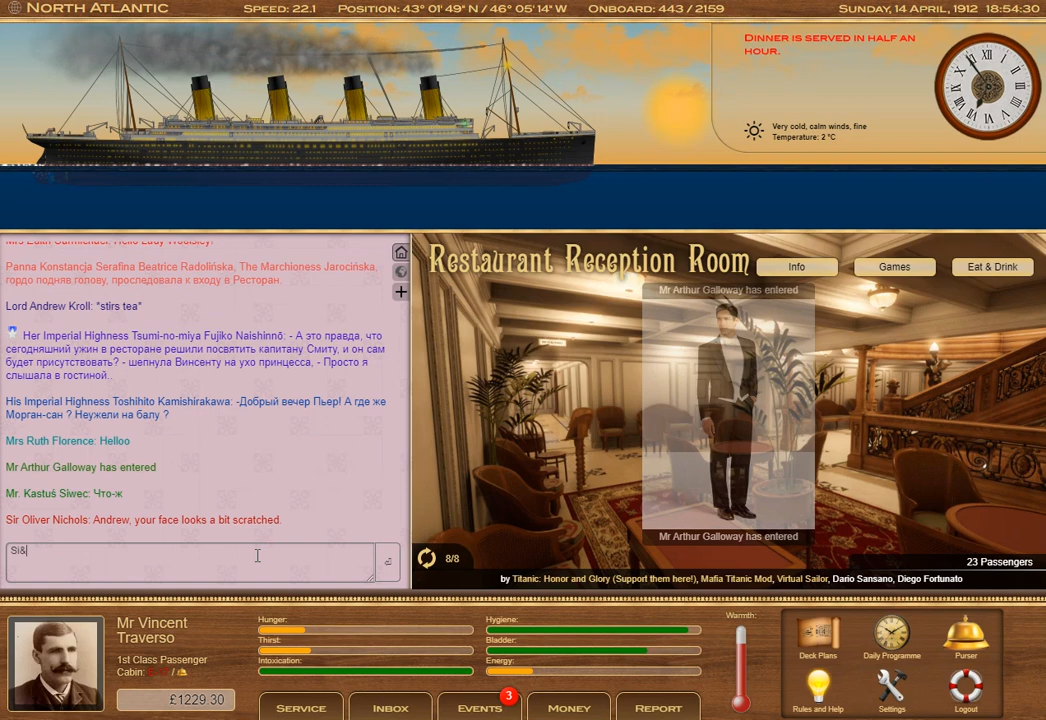 North Atlantic
Speed: 22.1 Position: 43° 01' 49" N / 46° 05' 14" W Onboard: 443 / 2159
Sunday, 14 April, 1912 18:54:30
Dinner is served in half an
hour.
Very cold, calm winds, fine
Temperature: 2 °C
Panna Konstancja Serafina Beatrice Radolińska, The Marchioness Jarocińska,
гордо подняв голову, проследовала к входу в Ресторан.
Lord Andrew Kroll: *stirs tea*
Her Imperial Highness Tsumi-no-miya Fujiko Naishinnō: - А это правда, что
сегодняшний ужин в ресторане решили посвятить капитану Смиту, и он сам
будет присутствовать? - шепнула Винсенту на ухо принцесса, - Просто я
слышала в гостиной..
His Imperial Highness Toshihito Kamishirakawa: -Добрый вечер Пьер! А где же
Морган-сан ? Неужели на балу ?
Mrs Ruth Florence: Helloo
Mr Arthur Galloway has entered
Mr. Kastuś Siwec: Что-ж
Sir Oliver Nichols: Andrew, your face looks a bit scratched.
Si&
Restaurant Reception Room
Info
Games
Eat & Drink
Mr Arthur Galloway has entered
Mr Arthur Galloway has entered
8/8
23 Passengers
by Titanic: Honor and Glory (Support them here!), Mafia Titanic Mod, Virtual Sailor, Dario Sansano, Diego Fortunato
Mr Vincent
Traverso
1st Class Passenger
Cabin: /
£1229.30
Hunger:
Thirst:
Intoxication:
Hygiene:
Bladder:
Energy:
Warmth:
Service
Inbox
Events
3
Money
Report
Deck Plans
Daily Programme
Purser
Rules and Help
Settings
Logout